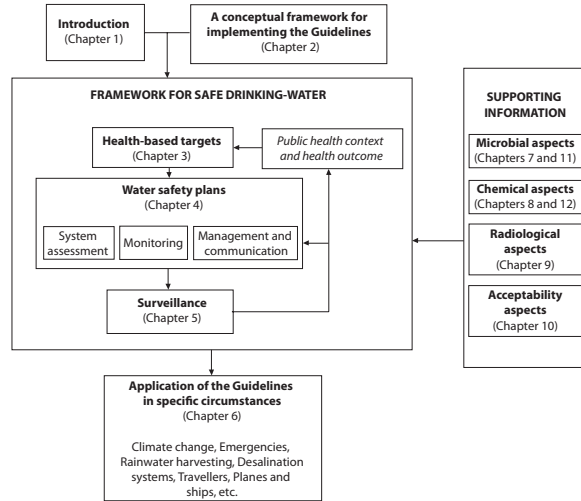 Introduction
(Chapter 1)
A conceptual framework for
implementing the Guidelines
(Chapter 2)
FRAMEWORK FOR SAFE DRINKING-WATER
Health-based targets
(Chapter 3)
Public health context
and health outcome
Water safety plans
(Chapter 4)
System
assessment
Monitoring
Management and
communication
Surveillance
(Chapter 5)
SUPPORTING
INFORMATION
Microbial aspects
(Chapters 7 and 11)
Chemical aspects
(Chapters 8 and 12)
Radiological
aspects
(Chapter 9)
Acceptability
aspects
(Chapter 10)
Application of the Guidelines
in specific circumstances
(Chapter 6)
Climate change, Emergencies,
Rainwater harvesting, Desalination
systems, Travellers, Planes and
ships, etc.